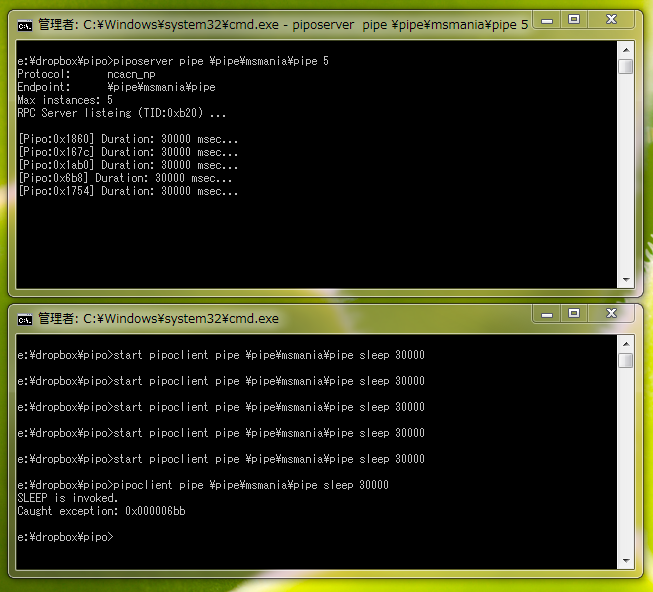 管理者: C:¥Windows¥system32¥cmd.exe - piposerver  pipe ¥pipe¥msmania¥pipe 5
e:¥dropbox¥pipo>piposerver pipe ¥pipe¥msmania¥pipe 5
Protocol:      ncacn_np
Endpoint:      ¥pipe¥msmania¥pipe
Max instances: 5
RPC Server listeing (TID:0xb20) ...
[Pipo:0x1860] Duration: 30000 msec...
[Pipo:0x167c] Duration: 30000 msec...
[Pipo:0x1ab0] Duration: 30000 msec...
[Pipo:0x6b8] Duration: 30000 msec...
[Pipo:0x1754] Duration: 30000 msec...
管理者: C:¥Windows¥system32¥cmd.exe
e:¥dropbox¥pipo>start pipoclient pipe ¥pipe¥msmania¥pipe sleep 30000
e:¥dropbox¥pipo>start pipoclient pipe ¥pipe¥msmania¥pipe sleep 30000
e:¥dropbox¥pipo>start pipoclient pipe ¥pipe¥msmania¥pipe sleep 30000
e:¥dropbox¥pipo>start pipoclient pipe ¥pipe¥msmania¥pipe sleep 30000
e:¥dropbox¥pipo>start pipoclient pipe ¥pipe¥msmania¥pipe sleep 30000
e:¥dropbox¥pipo>pipoclient pipe ¥pipe¥msmania¥pipe sleep 30000
SLEEP is invoked.
Caught exception: 0x000006bb
e:¥dropbox¥pipo>